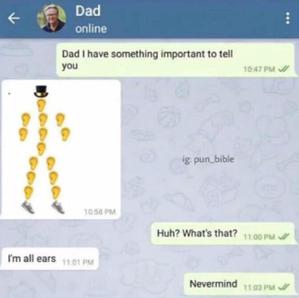 Dad
online
Dad I have something important to tell
you
10:47 PM
10:58 PM
ig: pun_bible
Huh? What's that? 11:00 PM
I'm all ears 11:01 PM
Nevermind 11:03 PM